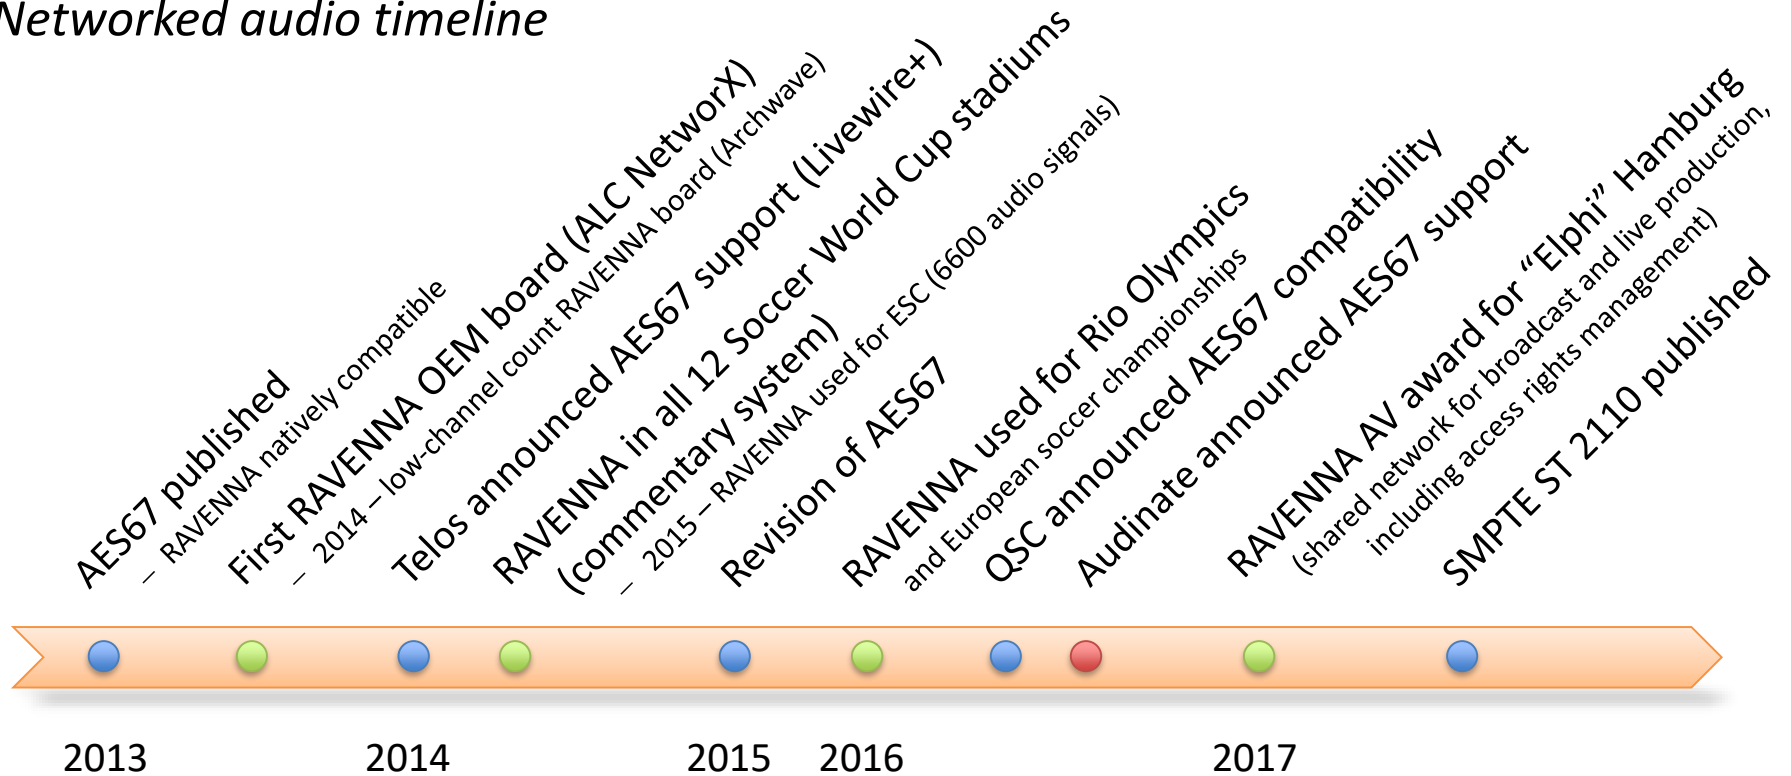 Networked audio timeline
AES67 published
– RAVENNA natively compatible
First RAVENNA OEM board (ALC NetworX)
– 2014 – low-channel count RAVENNA board (Archwave)
Telos announced AES67 support (Livewire+)
RAVENNA in all 12 Soccer World Cup stadiums
(commentary system)
– 2015 – RAVENNA used for ESC (6600 audio signals)
Revision of AES67
RAVENNA used for Rio Olympics
and European soccer championships
QSC announced AES67 compatibility
Audinate announced AES67 support
RAVENNA AV award for “Elphi” Hamburg
(shared network for broadcast and live production,
including access rights management)
SMPTE ST 2110 published
2013
2014
2015
2016
2017